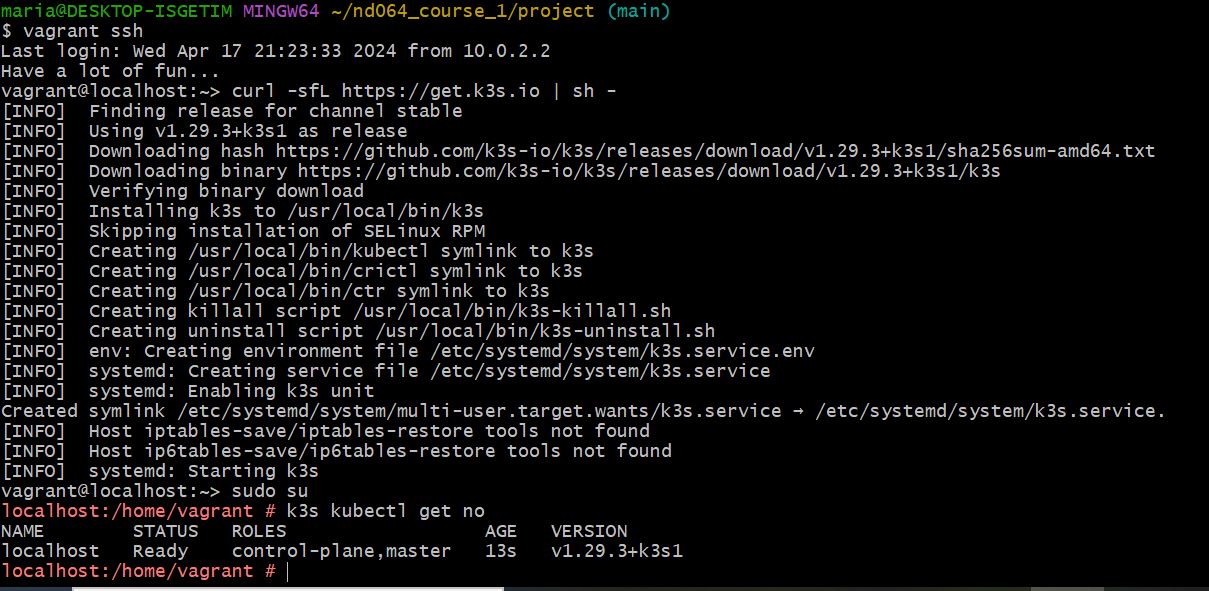 maria@DESKTOP-ISGETIM MINGW64 ~/nd064_course_1/project (main)
$ vagrant ssh
Last login: Wed Apr 17 21:23:33 2024 from 10.0.2.2
Have a lot of fun...
vagrant@localhost:~> curl -sfL https://get.k3s.io | sh -
[INFO]  Finding release for channel stable
[INFO]  Using v1.29.3+k3s1 as release
[INFO]  Downloading hash https://github.com/k3s-io/k3s/releases/download/v1.29.3+k3s1/sha256sum-amd64.txt
[INFO]  Downloading binary https://github.com/k3s-io/k3s/releases/download/v1.29.3+k3s1/k3s
[INFO]  Verifying binary download
[INFO]  Installing k3s to /usr/local/bin/k3s
[INFO]  Skipping installation of SELinux RPM
[INFO]  Creating /usr/local/bin/kubectl symlink to k3s
[INFO]  Creating /usr/local/bin/crictl symlink to k3s
[INFO]  Creating /usr/local/bin/ctr symlink to k3s
[INFO]  Creating killall script /usr/local/bin/k3s-killall.sh
[INFO]  Creating uninstall script /usr/local/bin/k3s-uninstall.sh
[INFO]  env: Creating environment file /etc/systemd/system/k3s.service.env
[INFO]  systemd: Creating service file /etc/systemd/system/k3s.service
[INFO]  systemd: Enabling k3s unit
Created symlink /etc/systemd/system/multi-user.target.wants/k3s.service → /etc/systemd/system/k3s.service.
[INFO]  Host iptables-save/iptables-restore tools not found
[INFO]  Host ip6tables-save/ip6tables-restore tools not found
[INFO]  systemd: Starting k3s
vagrant@localhost:~> sudo su
localhost:/home/vagrant # k3s kubectl get no
NAME        STATUS   ROLES                  AGE   VERSION
localhost   Ready    control-plane,master   13s   v1.29.3+k3s1
localhost:/home/vagrant #